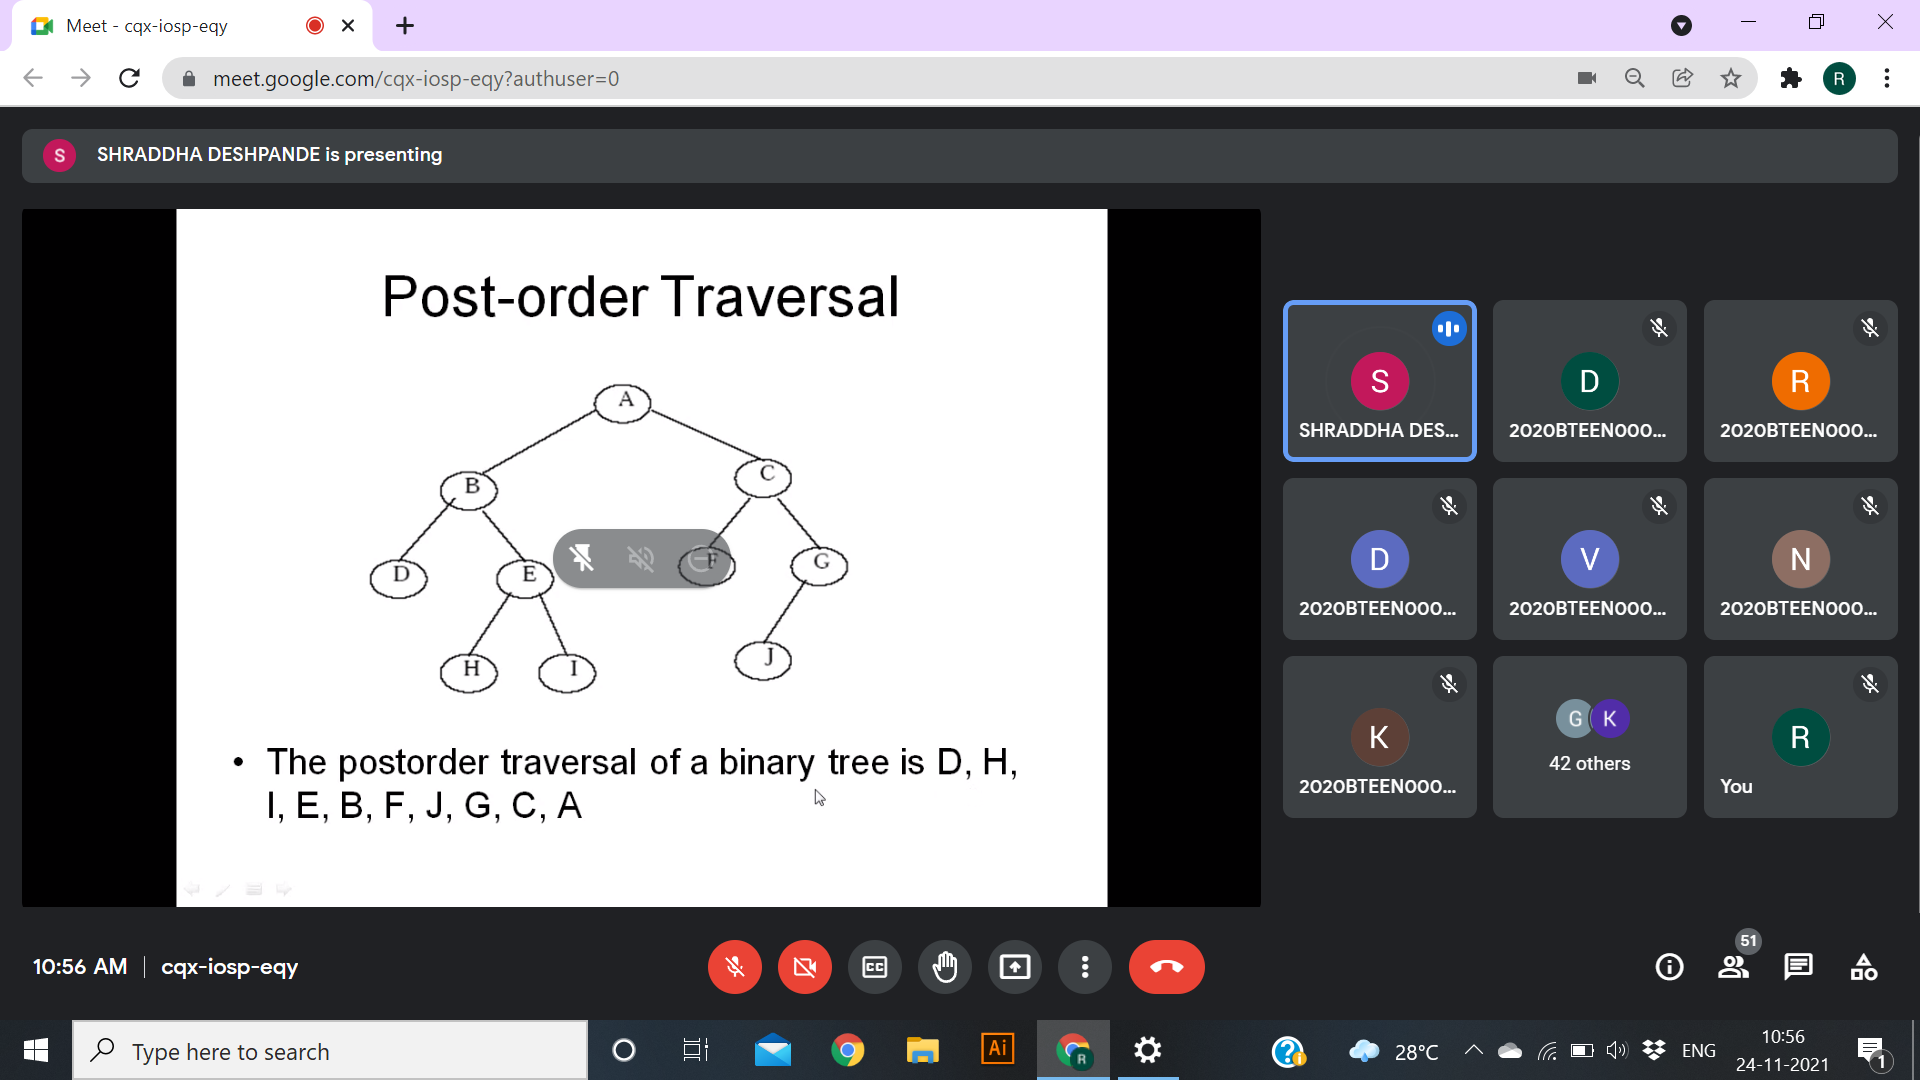 Meet - cqx-iosp-eqy
meet.google.com/cqx-iosp-eqy?authuser=0
R
S
SHRADDHA DESHPANDE is presenting
Post-order Traversal
A
B
C
D
E
F
G
H
I
J
• The postorder traversal of a binary tree is D, H,
I, E, B, F, J, G, C, A
S
SHRADDHA DES...
D
2020BTEEN000...
R
2020BTEEN000...
D
2020BTEEN000...
V
2020BTEEN000...
N
2020BTEEN000...
K
2020BTEEN000...
G K
42 others
R
You
10:56 AM | cqx-iosp-eqy
CC
51
Type here to search
Ai
R
?
28°C
ENG
10:56
24-11-2021
1